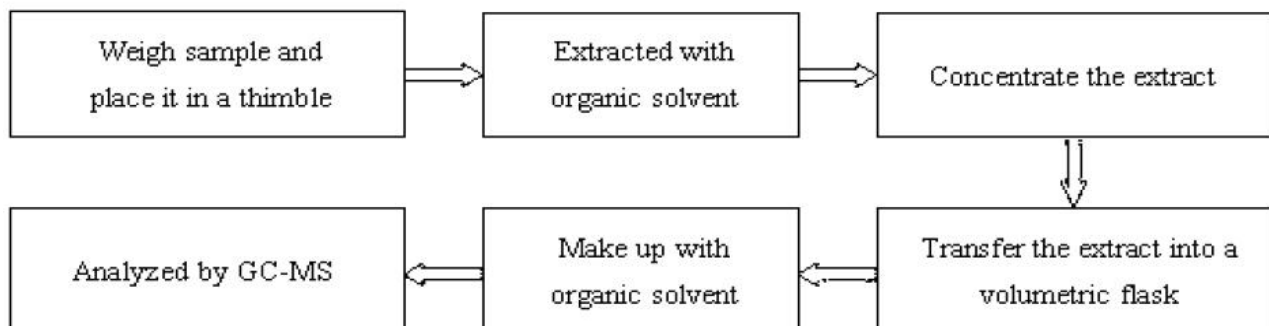 Weigh sample and
place it in a thimble
Extracted with
organic solvent
Concentrate the extract
Transfer the extract into a
volumetric flask
Make up with
organic solvent
Analyzed by GC-MS